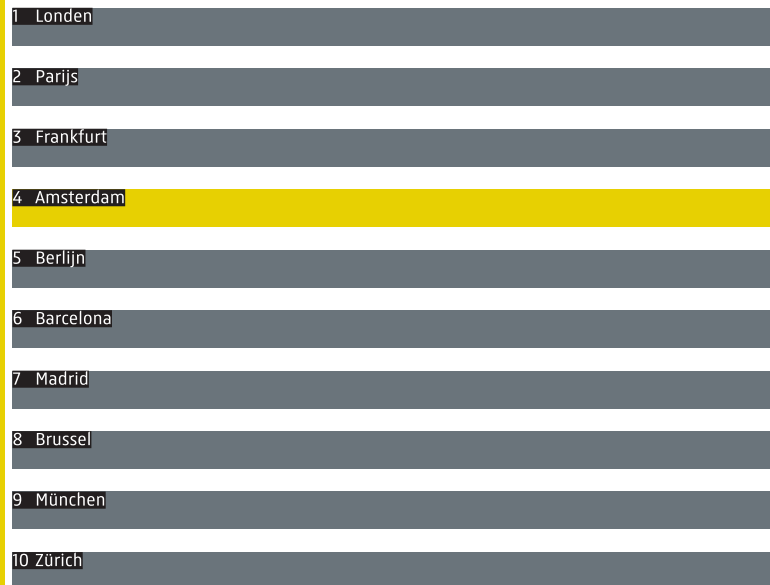 1 Londen
2 Parijs
3 Frankfurt
4 Amsterdam
5 Berlijn
6 Barcelona
7 Madrid
8 Brussel
9 München
10 Zürich